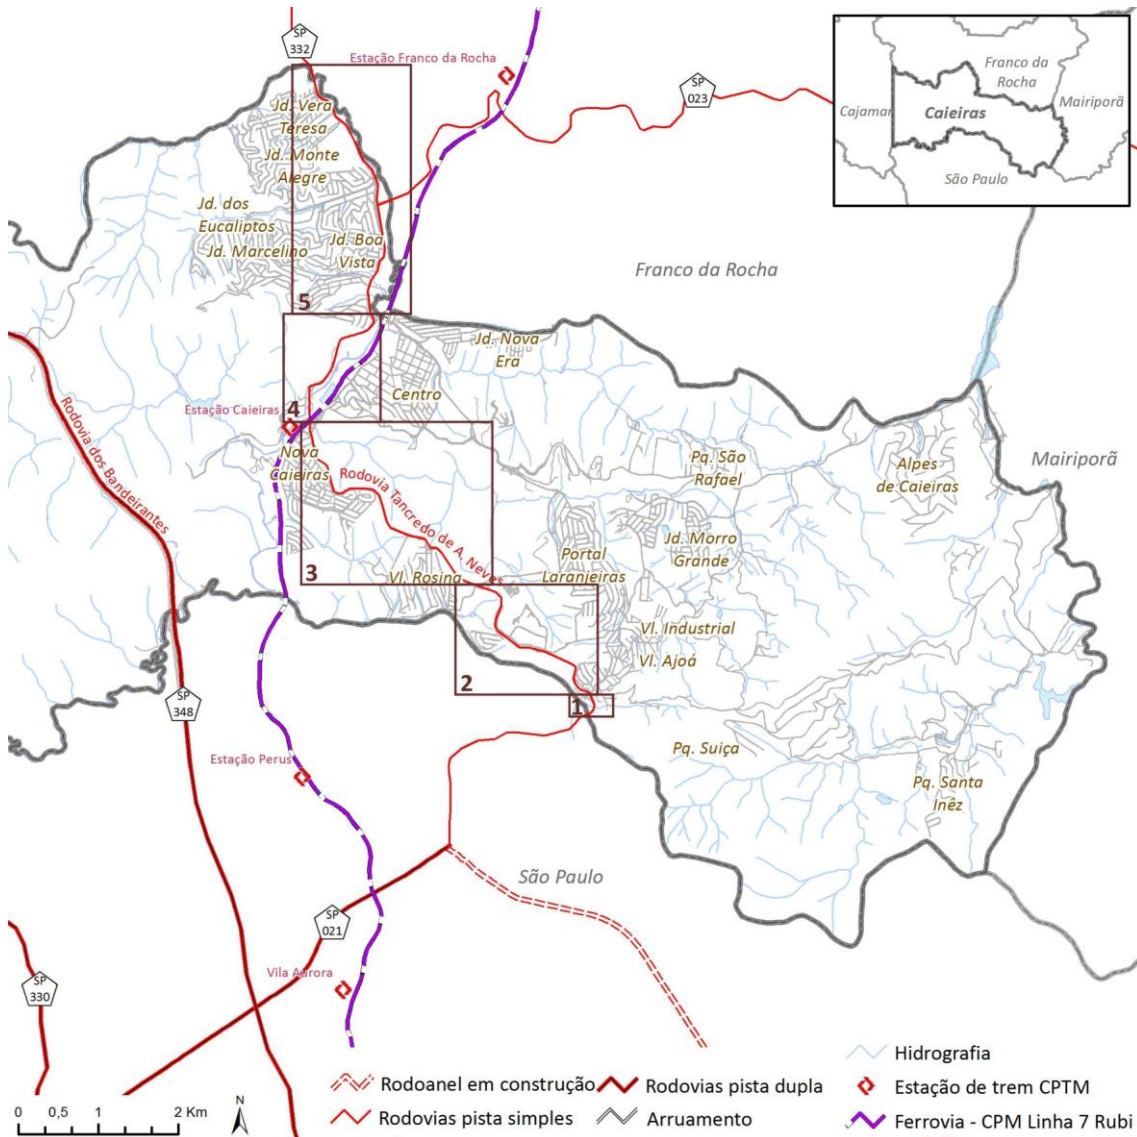 SP
332
Estação Franco da Rocha
SP
023
Franco da
Rocha
Cajamar
Caieiras
Mairiporã
São Paulo
Jd. Vera
Teresa
Jd. Monte
Alegre
Jd. dos
Eucaliptos
Jd. Marcelino
Jd. Boa
Vista
Franco da Rocha
5
Jd. Nova
Era
Centro
Estação Caieiras
4
Rodovia dos Bandeirantes
Nova
Caieiras
Rodovia Tancredo de A. Neves
Pq. São
Rafael
Alpes
de Caieiras
Mairiporã
Jd. Morro
Grande
Portal
Laranjeiras
3
Vl. Rosina
Vl. Industrial
Vl. Ajoá
2
1
SP
348
Pq. Suiça
Estação Perus
Pq. Santa
Inêz
São Paulo
SP
021
Vila Aurora
SP
330
Hidrografia
Rodoanel em construção
Rodovias pista dupla
Estação de trem CPTM
Rodovias pista simples
Arruamento
Ferrovia - CPM Linha 7 Rubi
0 0,5 1 2 Km
N